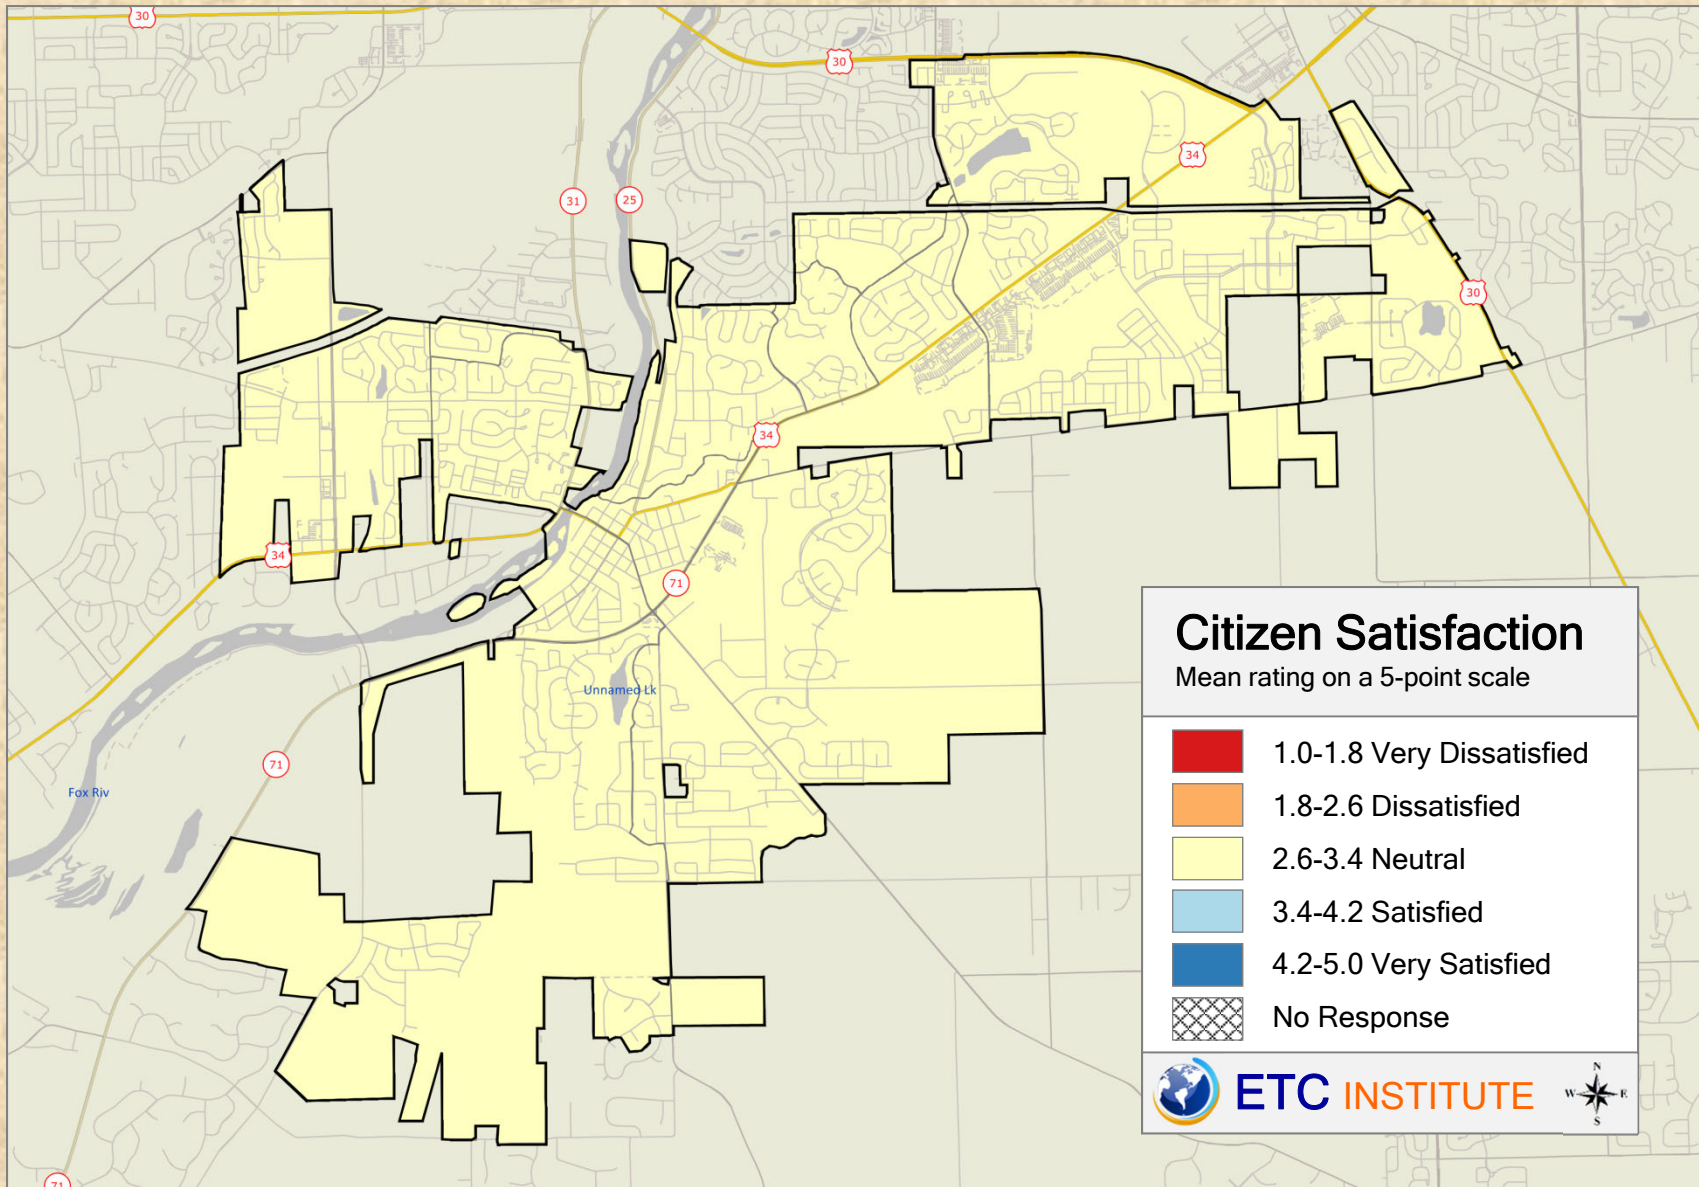 30
30
34
31
25
30
34
34
71
Unnamed Lk
71
Fox Riv
71
Citizen Satisfaction
Mean rating on a 5-point scale
1.0-1.8 Very Dissatisfied
1.8-2.6 Dissatisfied
2.6-3.4 Neutral
3.4-4.2 Satisfied
4.2-5.0 Very Satisfied
No Response
ETC INSTITUTE
N
W E
S